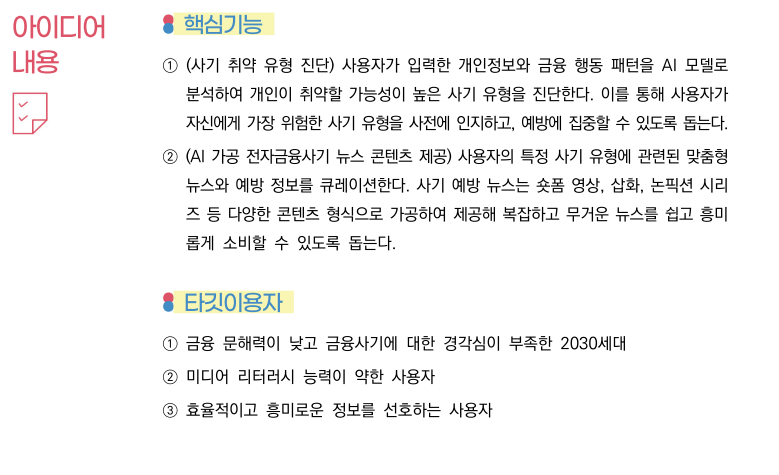 아이디어
내용
핵심기능
① (사기 취약 유형 진단) 사용자가 입력한 개인정보와 금융 행동 패턴을 AI 모델로
분석하여 개인이 취약할 가능성이 높은 사기 유형을 진단한다. 이를 통해 사용자가
자신에게 가장 위험한 사기 유형을 사전에 인지하고, 예방에 집중할 수 있도록 돕는다.
② (AI 가공 전자금융사기 뉴스 콘텐츠 제공) 사용자의 특정 사기 유형에 관련된 맞춤형
뉴스와 예방 정보를 큐레이션한다. 사기 예방 뉴스는 숏폼 영상, 삽화, 논픽션 시리
즈 등 다양한 콘텐츠 형식으로 가공하여 제공해 복잡하고 무거운 뉴스를 쉽고 흥미
롭게 소비할 수 있도록 돕는다.
타깃이용자
① 금융 문해력이 낮고 금융사기에 대한 경각심이 부족한 2030세대
② 미디어 리터러시 능력이 약한 사용자
③ 효율적이고 흥미로운 정보를 선호하는 사용자